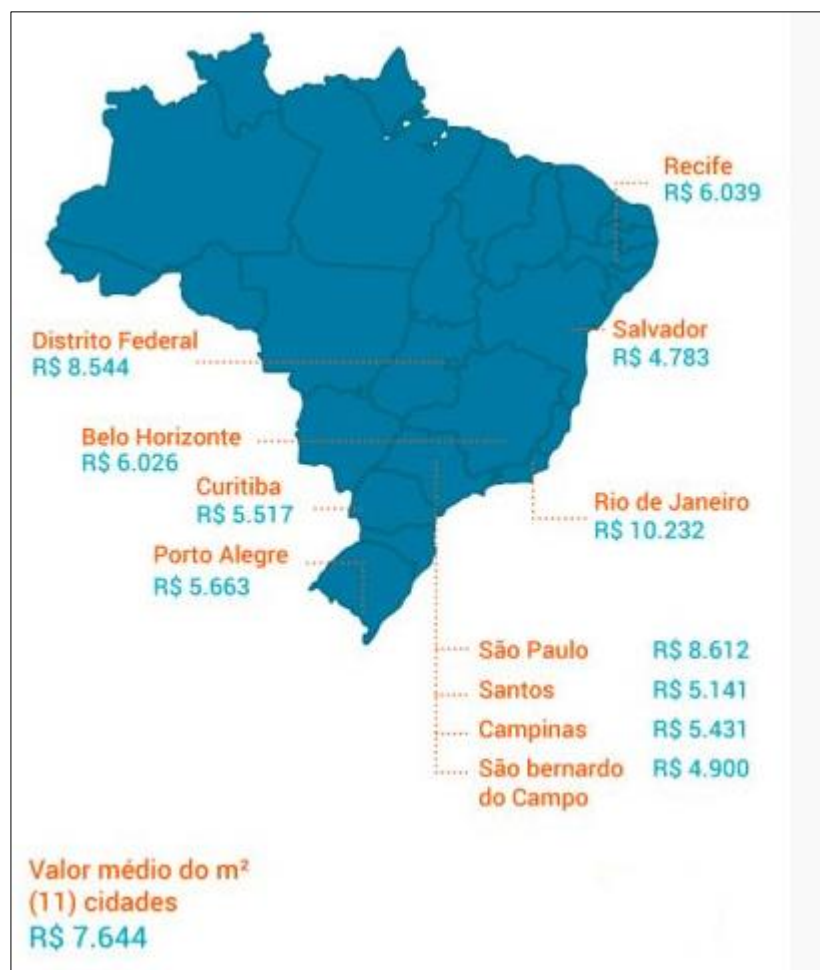 Recife
R$ 6.039
Distrito Federal
R$ 8.544
Salvador
R$ 4.783
Belo Horizonte
R$ 6.026
Curitiba
R$ 5.517
Rio de Janeiro
R$ 10.232
Porto Alegre
R$ 5.663
São Paulo R$ 8.612
Santos R$ 5.141
Campinas R$ 5.431
São bernardo R$ 4.900
do Campo
Valor médio do m²
(11) cidades
R$ 7.644